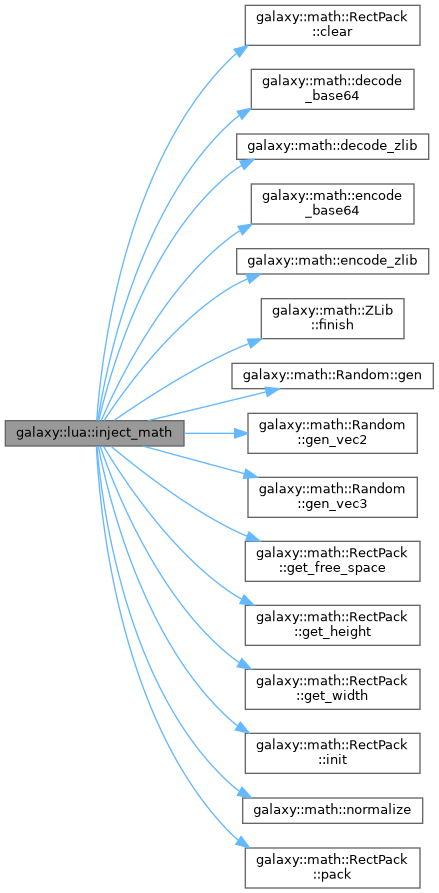 galaxy::math::RectPack
::clear
galaxy::math::decode
_base64
galaxy::math::decode_zlib
galaxy::math::encode
_base64
galaxy::math::encode_zlib
galaxy::math::ZLib
::finish
galaxy::math::Random::gen
galaxy::lua::inject_math
galaxy::math::Random
::gen_vec2
galaxy::math::Random
::gen_vec3
galaxy::math::RectPack
::get_free_space
galaxy::math::RectPack
::get_height
galaxy::math::RectPack
::get_width
galaxy::math::RectPack
::init
galaxy::math::normalize
galaxy::math::RectPack
::pack